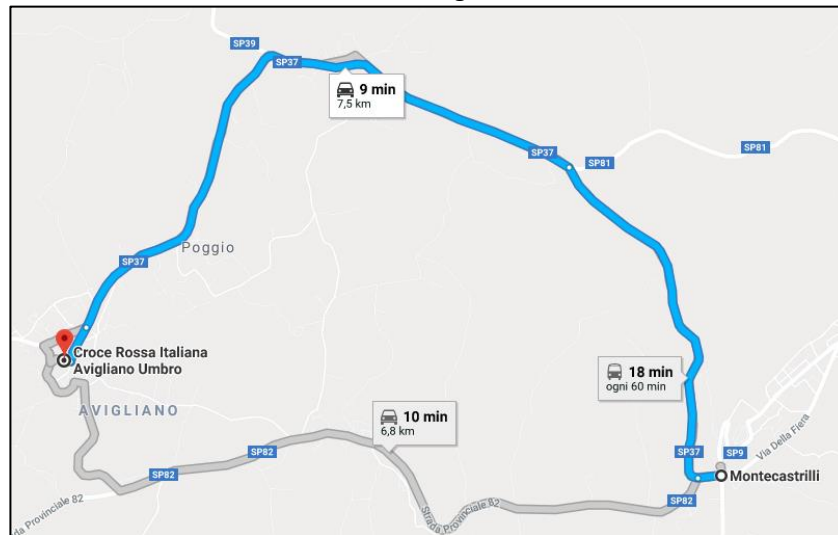 SP39
SP37
9 min
7,5 km
SP37
SP81
SP81
Poggio
SP37
Croce Rossa Italiana
Avigliano Umbro
18 min
ogni 60 min
AVIGLIANO
10 min
6,8 km
Via Della Fiera
SP37
SP9
Montecastrilli
SP82
SP82
SP82
da Provinciale 82
Strada Provinciale 82